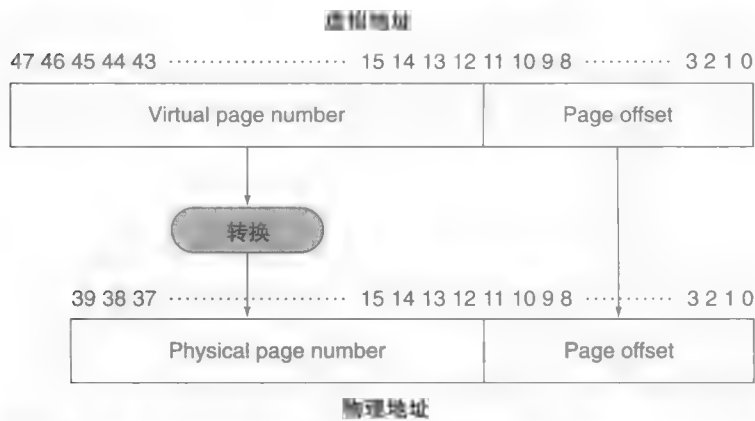 虚拟地址
47 46 45 44 43 ····················· 15 14 13 12 11 10 9 8 ·········· 3 2 1 0
Virtual page number Page offset
转换
39 38 37 ····················· 15 14 13 12 11 10 9 8 ·········· 3 2 1 0
Physical page number Page offset
物理地址